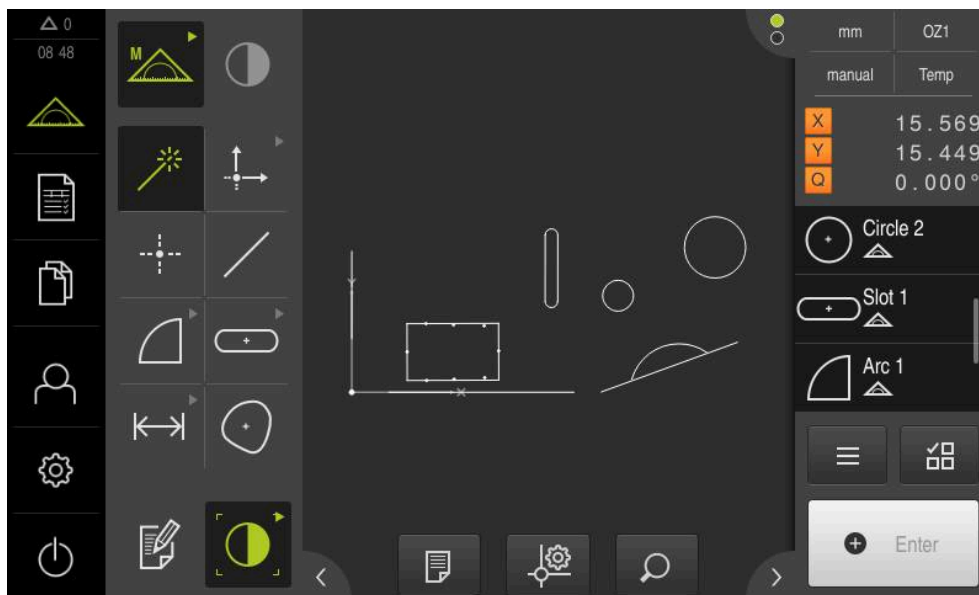 0
08 48
M
mm
OZ1
manual
Temp
X 15.569
Y 15.449
Q 0.000°
Circle 2
Slot 1
Arc 1
Y
X
Enter